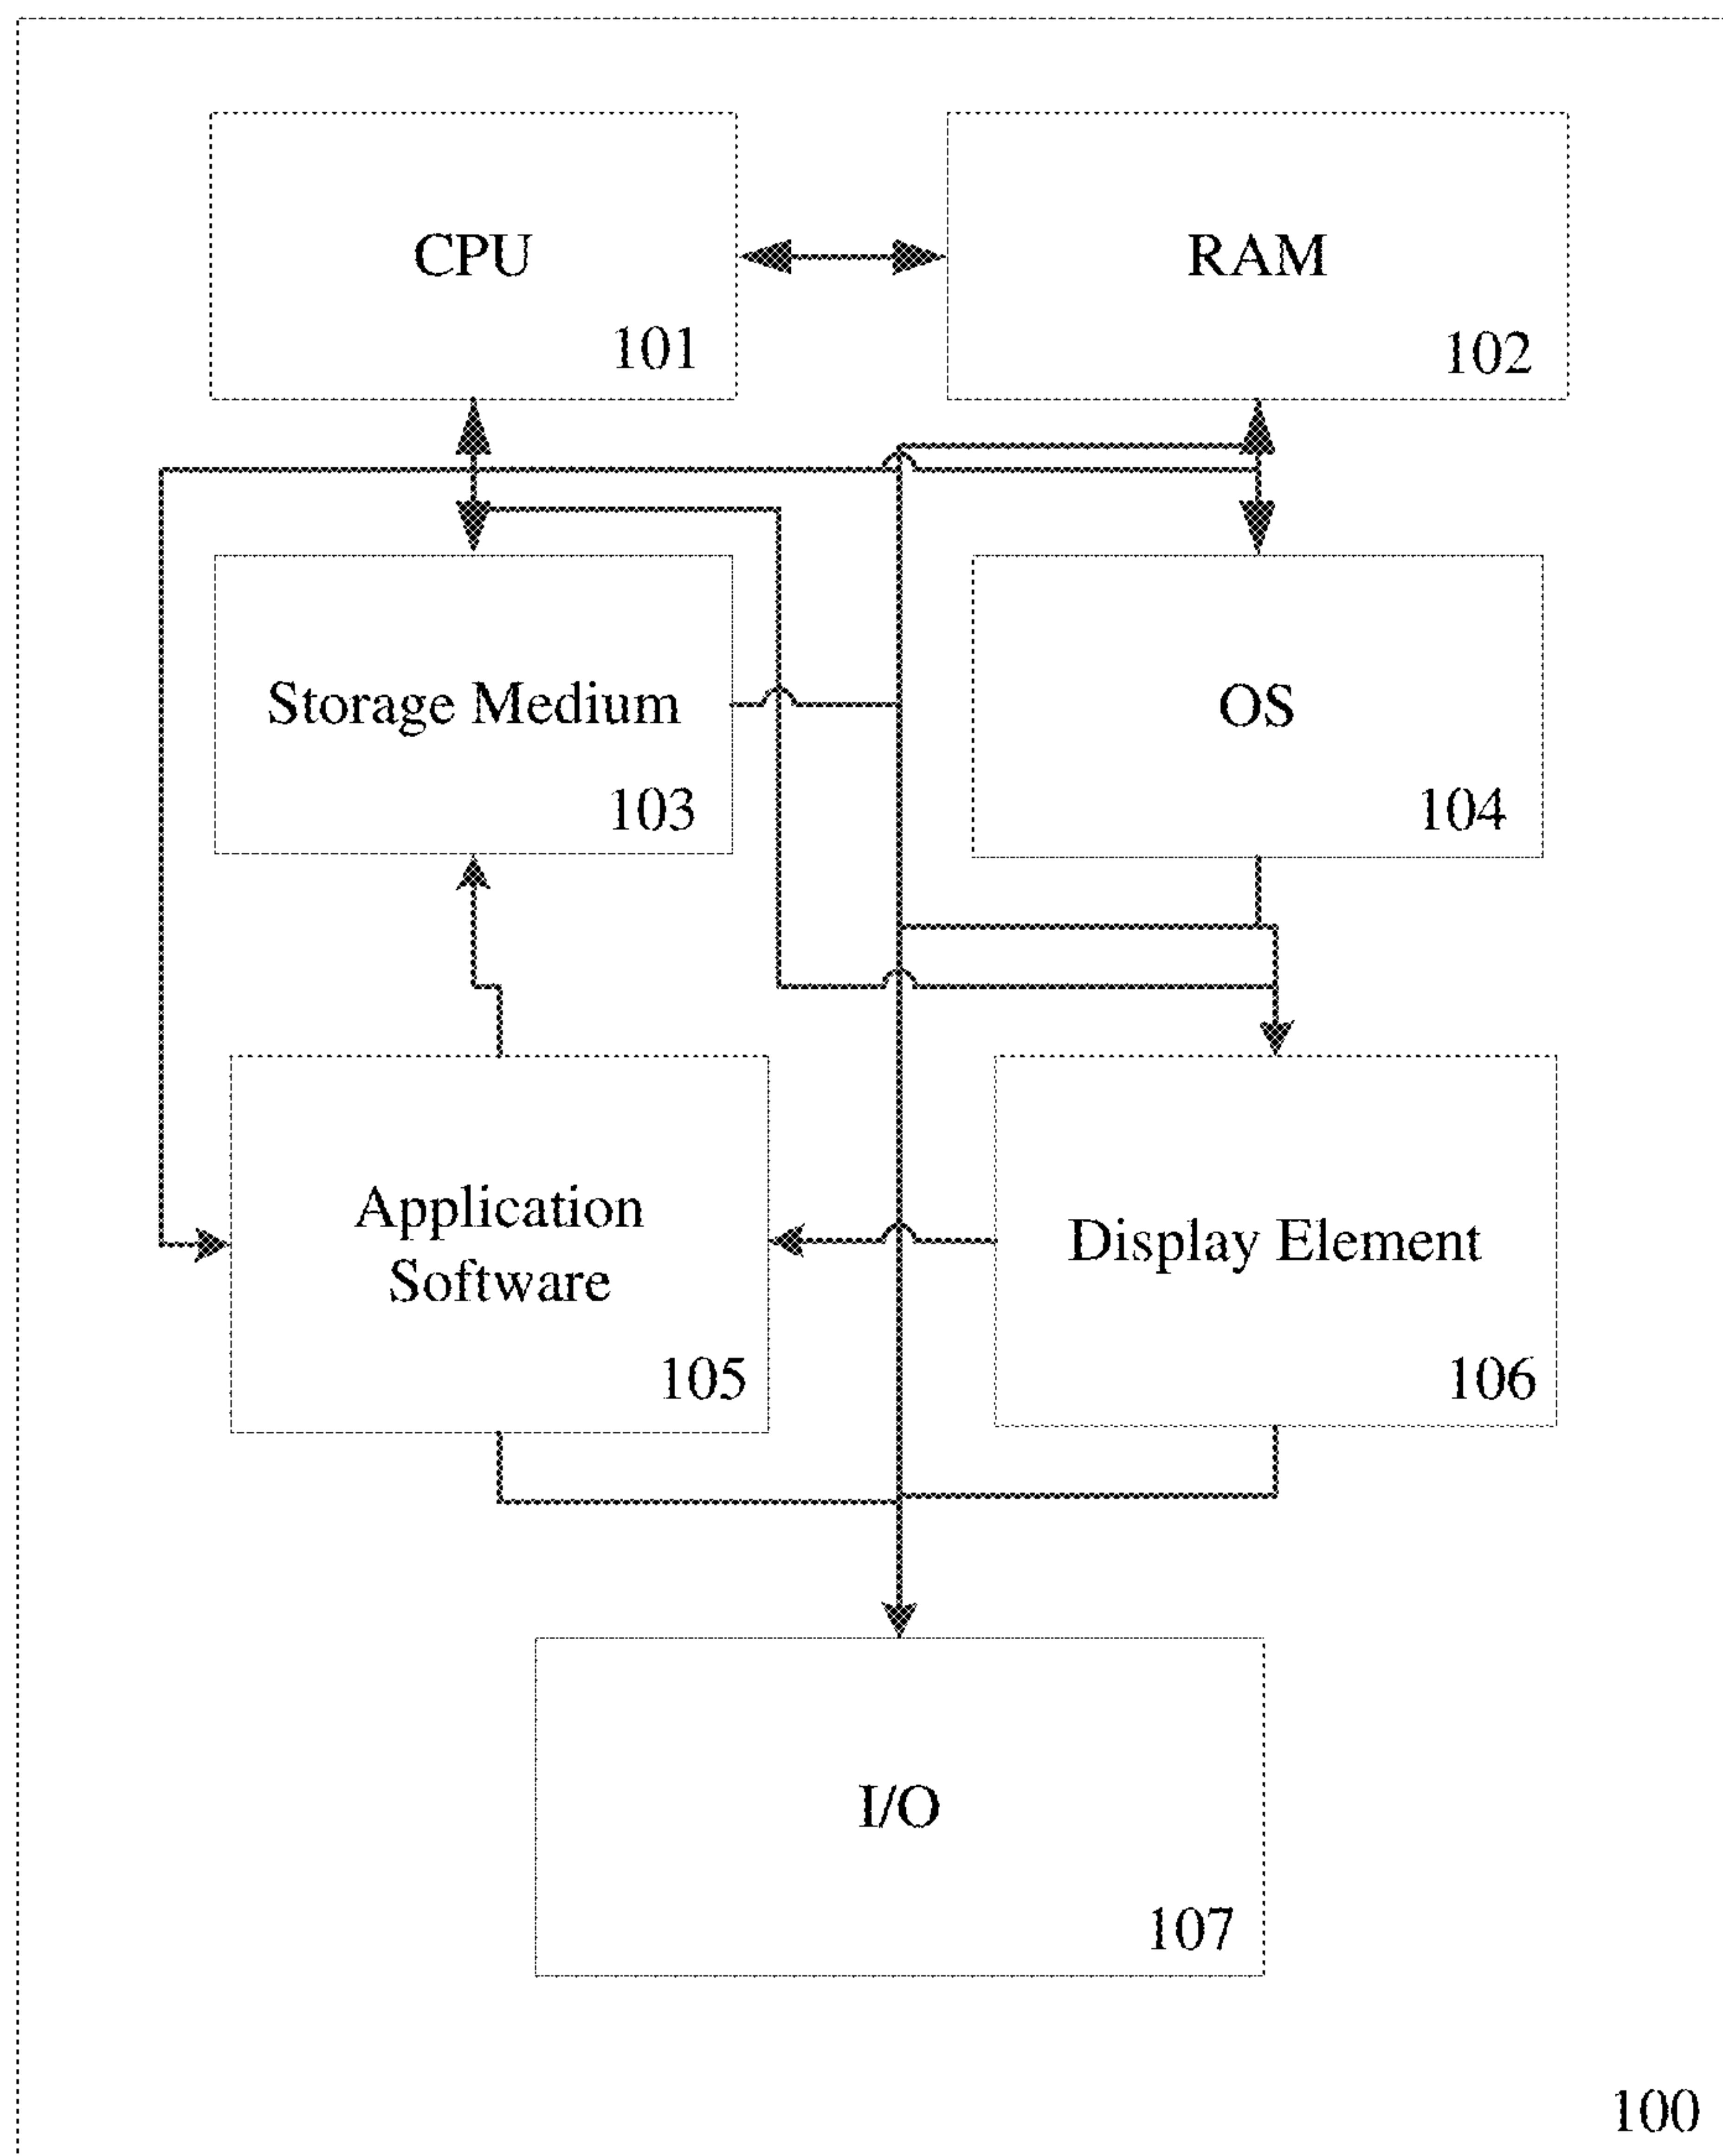 CPU
101
RAM
102
Storage Medium
103
OS
104
Application
Software
105
Display Element
106
I/O
107
100